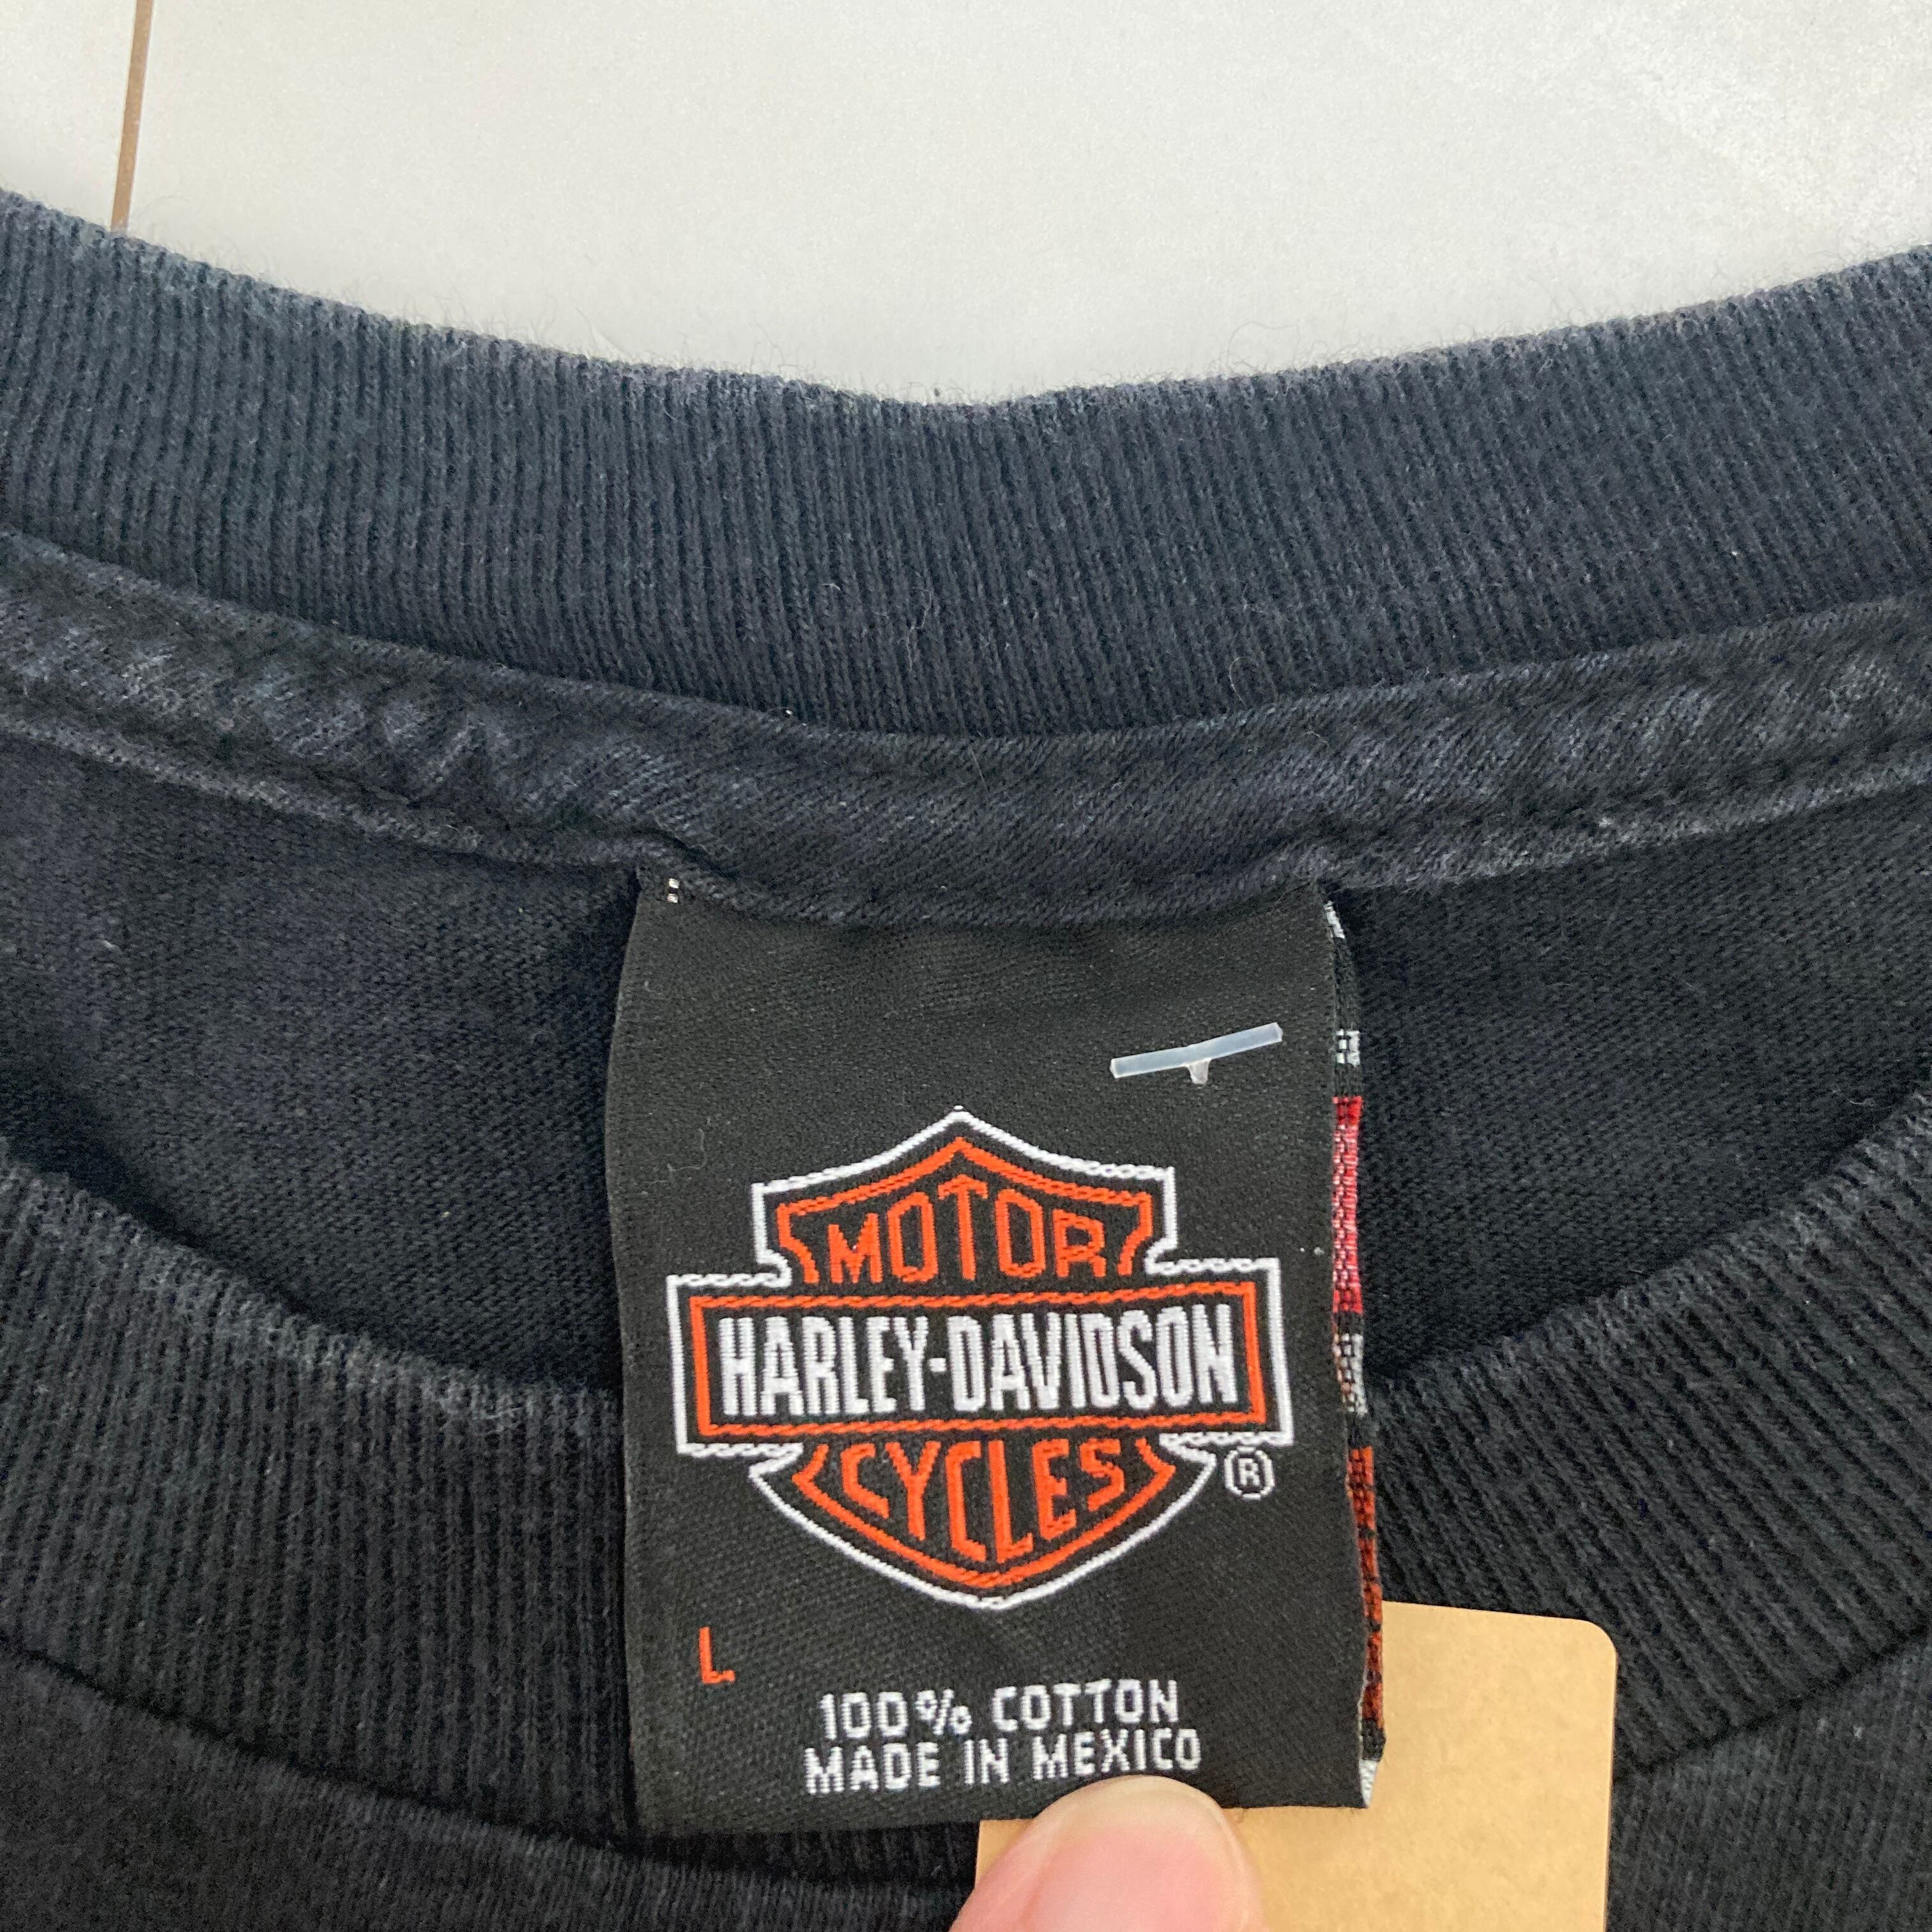 MOTOR
HARLEY-DAVIDSON
CYCLES
®
L
100% COTTON
MADE IN MEXICO